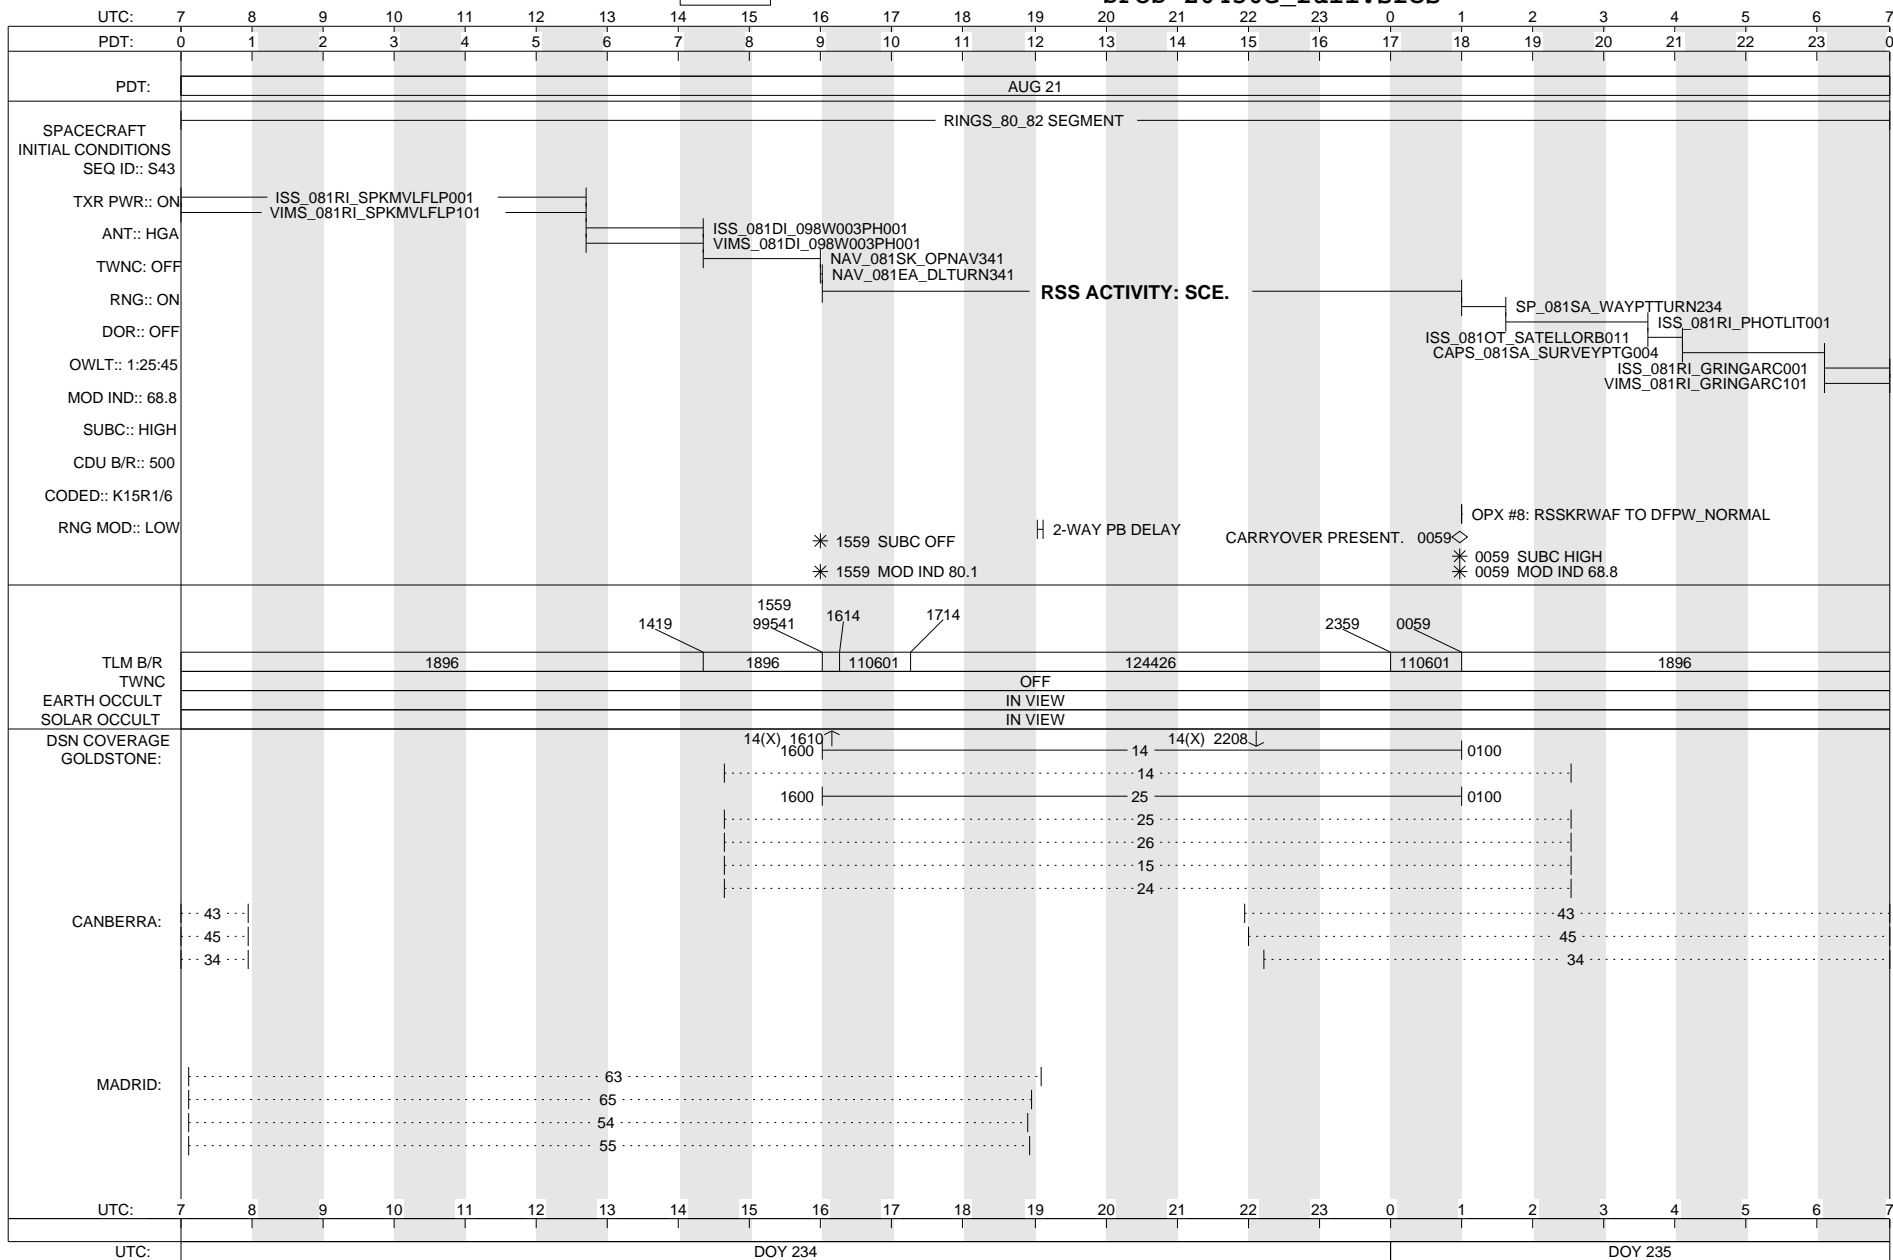 UTC: 7 8 9 10 11 12 13 14 15 16 17 18 19 20 21 22 23 0 1 2 3 4 5 6 7
PDT: 0 1 2 3 4 5 6 7 8 9 10 11 12 13 14 15 16 17 18 19 20 21 22 23 0
PDT: AUG 21
RINGS_80_82 SEGMENT
SPACECRAFT
INITIAL CONDITIONS
SEQ ID:: S43
TXR PWR:: ON
ISS_081RI_SPKMVLFLP001
VIMS_081RI_SPKMVLFLP101
ANT:: HGA
ISS_081DI_098W003PH001
VIMS_081DI_098W003PH001
TWNC: OFF
NAV_081SK_OPNAV341
NAV_081EA_DLTURN341
RNG:: ON
RSS ACTIVITY: SCE.
SP_081SA_WAYPTTURN234
DOR:: OFF
ISS_081RI_PHOTLIT001
ISS_081OT_SATELLORB011
CAPS_081SA_SURVEYPTG004
OWLT:: 1:25:45
ISS_081RI_GRINGARC001
VIMS_081RI_GRINGARC101
MOD IND:: 68.8
SUBC:: HIGH
CDU B/R:: 500
CODED:: K15R1/6
OPX #8: RSSKRWAF TO DFPW_NORMAL
RNG MOD:: LOW
2-WAY PB DELAY
CARRYOVER PRESENT. 0059
1559 SUBC OFF
0059 SUBC HIGH
1559 MOD IND 80.1
0059 MOD IND 68.8
1559
1419 99541 1614 1714 2359 0059
TLM B/R 1896 1896 110601 124426 110601 1896
TWNC OFF
EARTH OCCULT IN VIEW
SOLAR OCCULT IN VIEW
DSN COVERAGE
14(X) 1610 14(X) 2208
GOLDSTONE: 1600 14 0100
14
1600 25 0100
25
26
15
24
CANBERRA: 43 43
45 45
34 34
MADRID: 63
65
54
55
UTC: 7 8 9 10 11 12 13 14 15 16 17 18 19 20 21 22 23 0 1 2 3 4 5 6 7
UTC: DOY 234 DOY 235